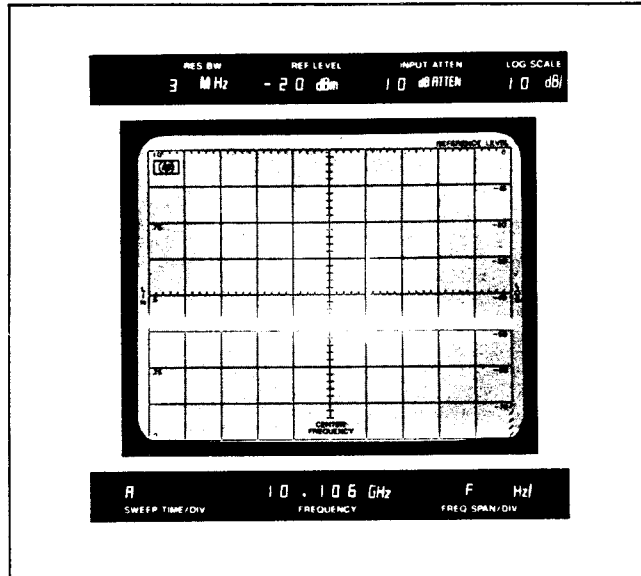 RES BW REF LEVEL INPUT ATTEN LOG SCALE
3 MHz -20 dBm 10 dB ATTEN 10 dB/
REFERENCE LEVEL
hp
CENTER
FREQUENCY
A 10.106 GHz F Hz/
SWEEP TIME/DIV FREQUENCY FREQ SPAN/DIV